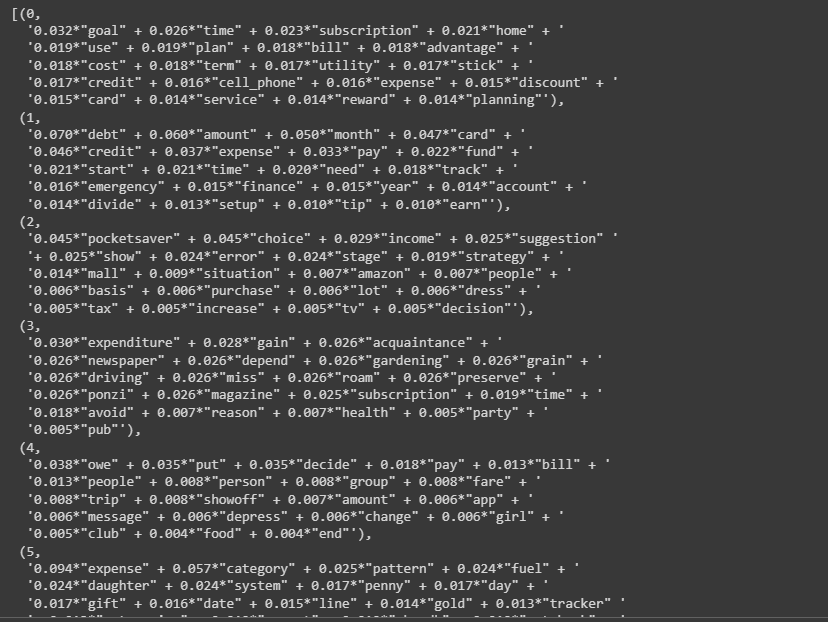 [(0,
'0.032*"goal" + 0.026*"time" + 0.023*"subscription" + 0.021*"home" + '
'0.019*"use" + 0.019*"plan" + 0.018*"bill" + 0.018*"advantage" + '
'0.018*"cost" + 0.018*"term" + 0.017*"utility" + 0.017*"stick" + '
'0.017*"credit" + 0.016*"cell_phone" + 0.016*"expense" + 0.015*"discount" + '
'0.015*"card" + 0.014*"service" + 0.014*"reward" + 0.014*"planning"'),
(1,
'0.070*"debt" + 0.060*"amount" + 0.050*"month" + 0.047*"card" + '
'0.046*"credit" + 0.037*"expense" + 0.033*"pay" + 0.022*"fund" + '
'0.021*"start" + 0.021*"time" + 0.020*"need" + 0.018*"track" + '
'0.016*"emergency" + 0.015*"finance" + 0.015*"year" + 0.014*"account" + '
'0.014*"divide" + 0.013*"setup" + 0.010*"tip" + 0.010*"earn"'),
(2,
'0.045*"pocketsaver" + 0.045*"choice" + 0.029*"income" + 0.025*"suggestion" '
'+ 0.025*"show" + 0.024*"error" + 0.024*"stage" + 0.019*"strategy" + '
'0.014*"mall" + 0.009*"situation" + 0.007*"amazon" + 0.007*"people" + '
'0.006*"basis" + 0.006*"purchase" + 0.006*"lot" + 0.006*"dress" + '
'0.005*"tax" + 0.005*"increase" + 0.005*"tv" + 0.005*"decision"'),
(3,
'0.030*"expenditure" + 0.028*"gain" + 0.026*"acquaintance" + '
'0.026*"newspaper" + 0.026*"depend" + 0.026*"gardening" + 0.026*"grain" + '
'0.026*"driving" + 0.026*"miss" + 0.026*"roam" + 0.026*"preserve" + '
'0.026*"ponzi" + 0.026*"magazine" + 0.025*"subscription" + 0.019*"time" + '
'0.018*"avoid" + 0.007*"reason" + 0.007*"health" + 0.005*"party" + '
'0.005*"pub"'),
(4,
'0.038*"owe" + 0.035*"put" + 0.035*"decide" + 0.018*"pay" + 0.013*"bill" + '
'0.013*"people" + 0.008*"person" + 0.008*"group" + 0.008*"fare" + '
'0.008*"trip" + 0.008*"showoff" + 0.007*"amount" + 0.006*"app" + '
'0.006*"message" + 0.006*"depress" + 0.006*"change" + 0.006*"girl" + '
'0.005*"club" + 0.004*"food" + 0.004*"end"'),
(5,
'0.094*"expense" + 0.057*"category" + 0.025*"pattern" + 0.024*"fuel" + '
'0.024*"daughter" + 0.024*"system" + 0.017*"penny" + 0.017*"day" + '
'0.017*"gift" + 0.016*"date" + 0.015*"line" + 0.014*"gold" + 0.013*"tracker" '